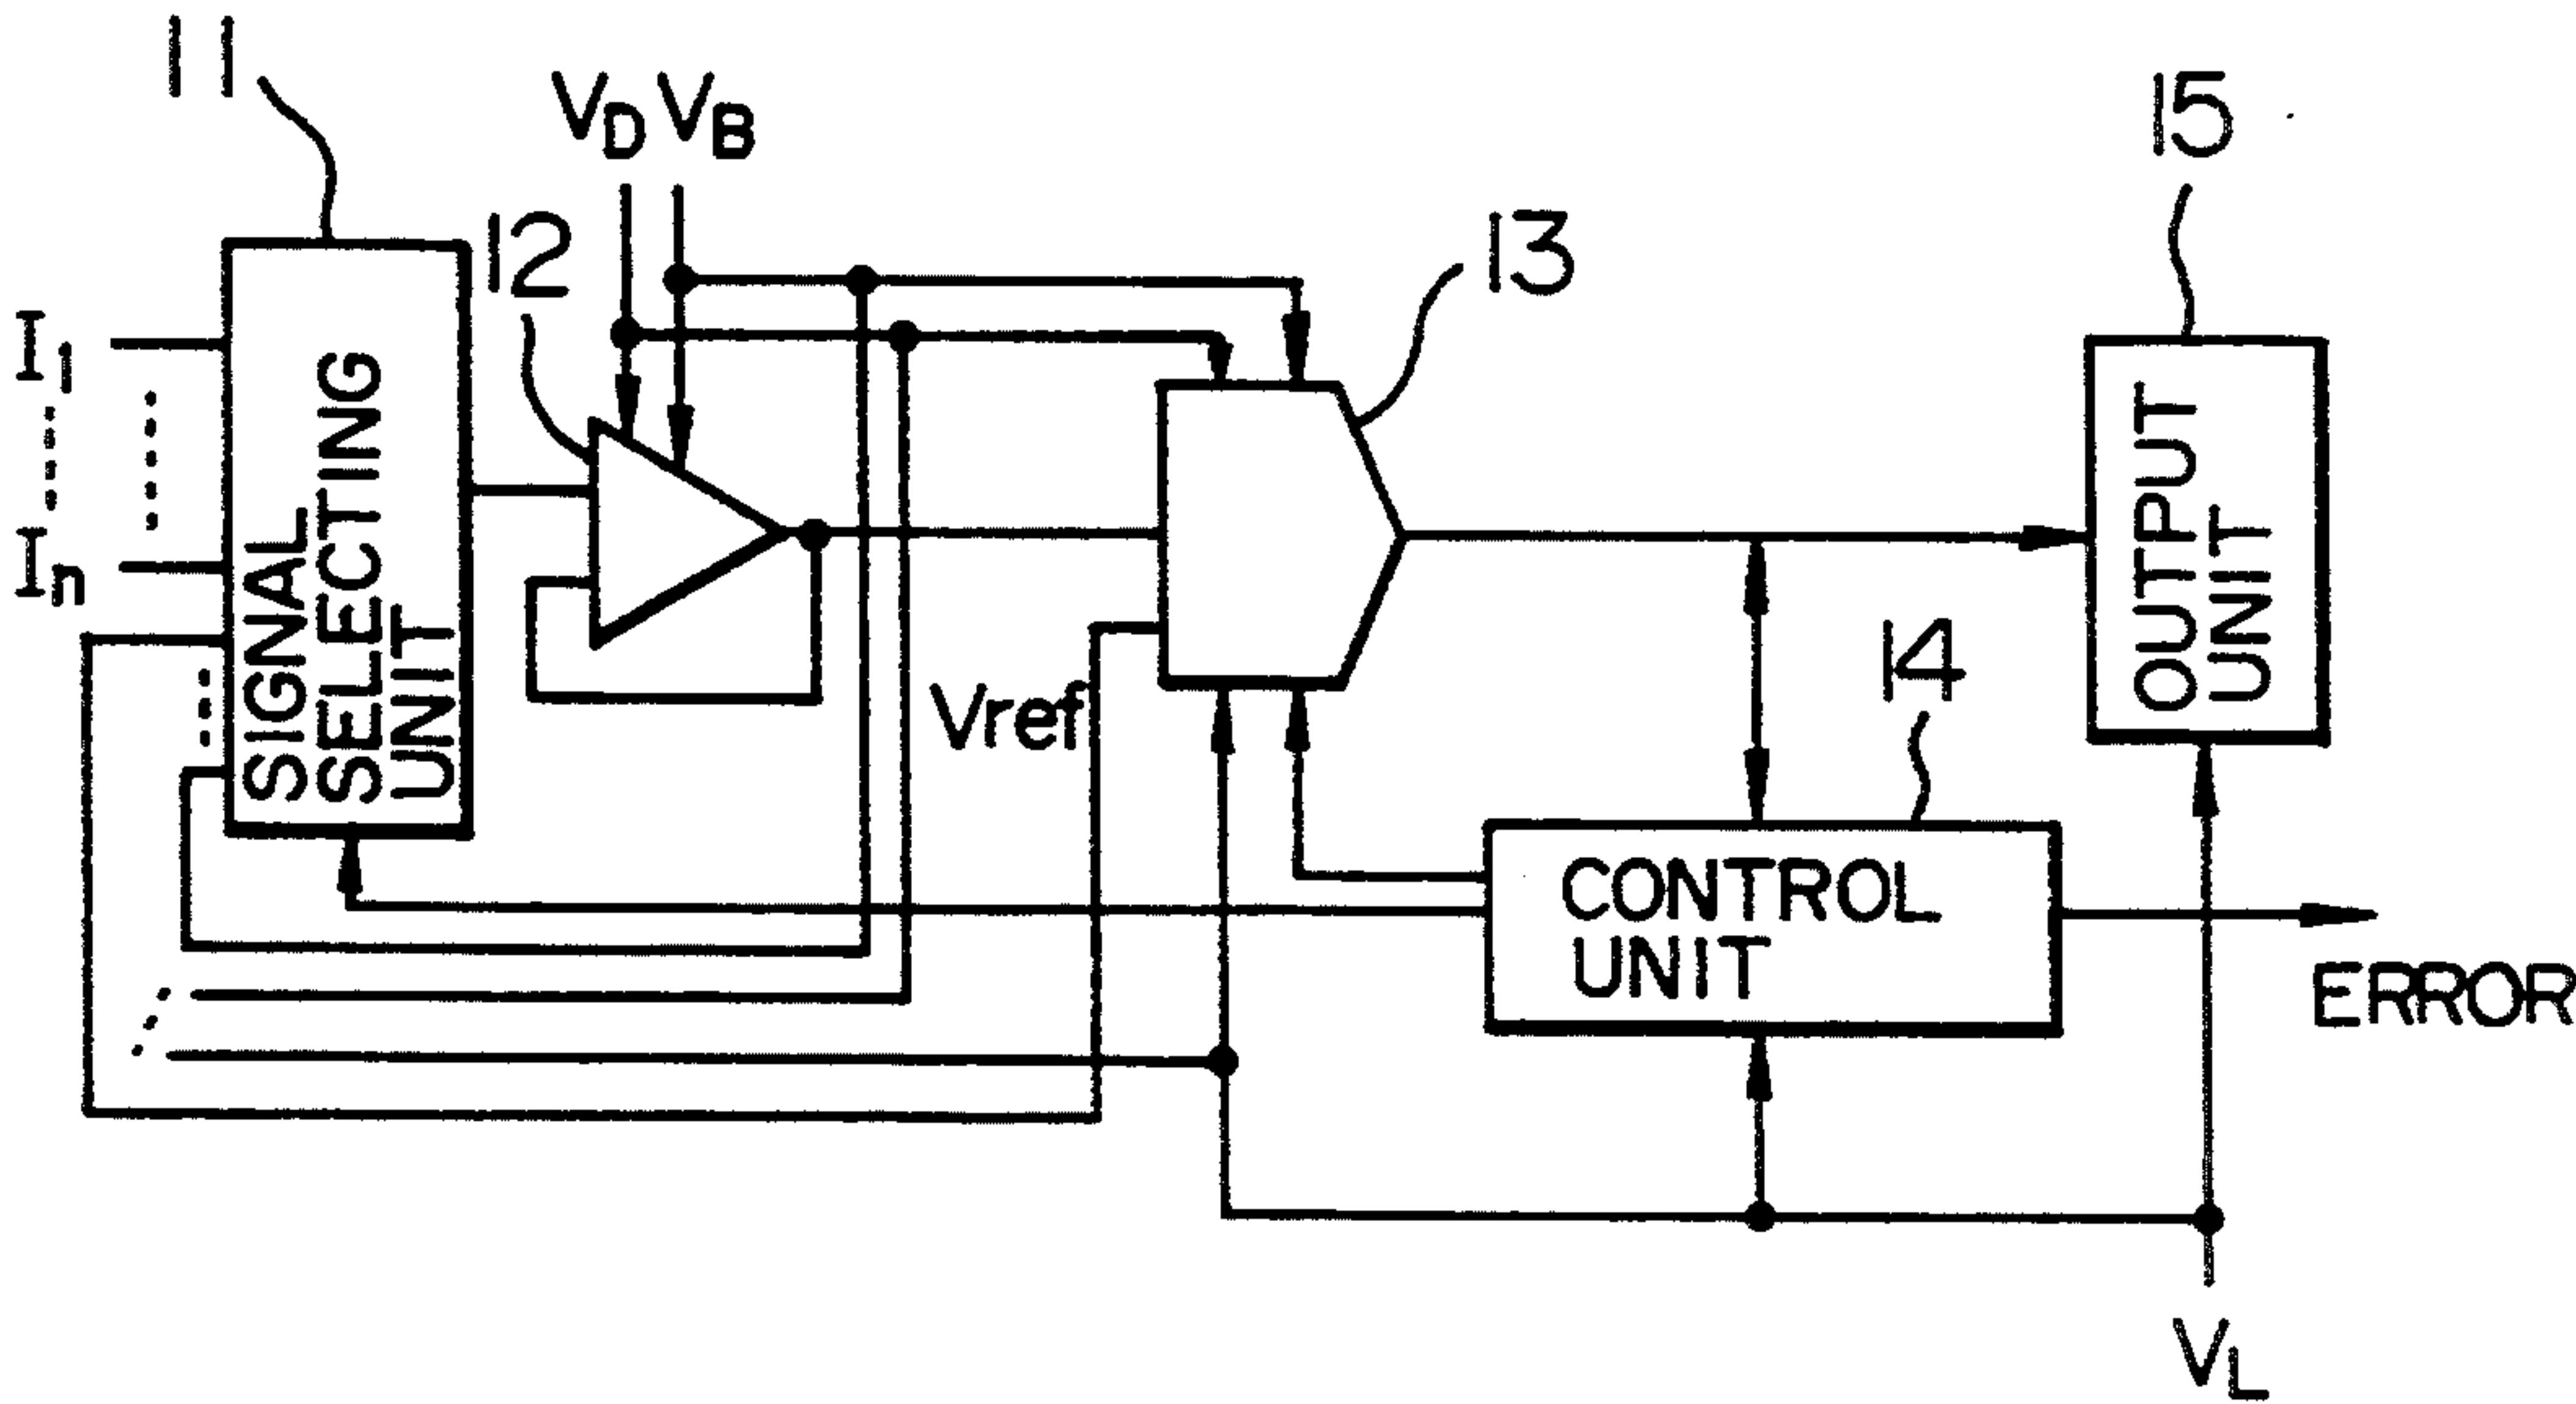 11
VD VB
15
12
13
I1
In
SIGNAL
SELECTING
UNIT
OUTPUT
UNIT
Vref
14
CONTROL
UNIT
ERROR
VL